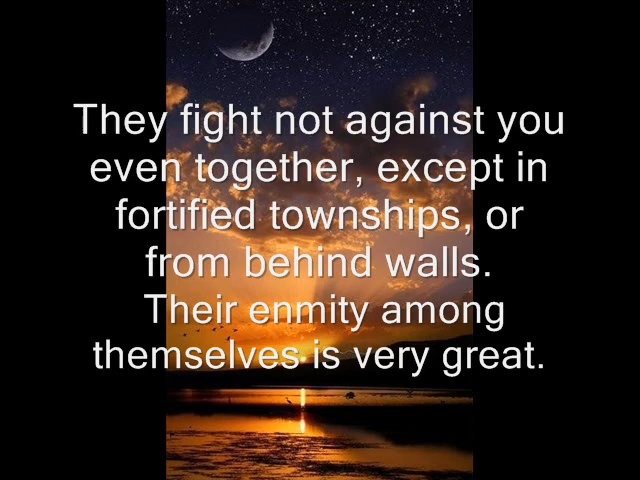 They fight not against you
even together, except in
fortified townships, or
from behind walls.
Their enmity among
themselves is very great.